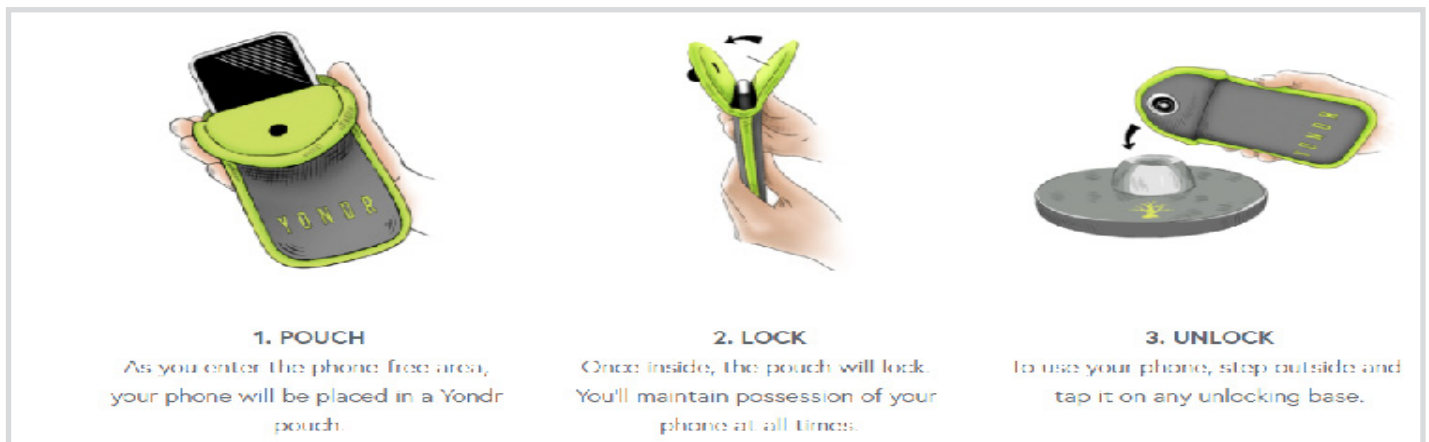 YONDR
YONDR
1. POUCH
As you enter the phone free area,
your phone will be placed in a Yondr
pouch.
2. LOCK
Once inside, the pouch will lock.
You'll maintain possession of your
phone at all times.
3. UNLOCK
To use your phone, step outside and
tap it on any unlocking base.